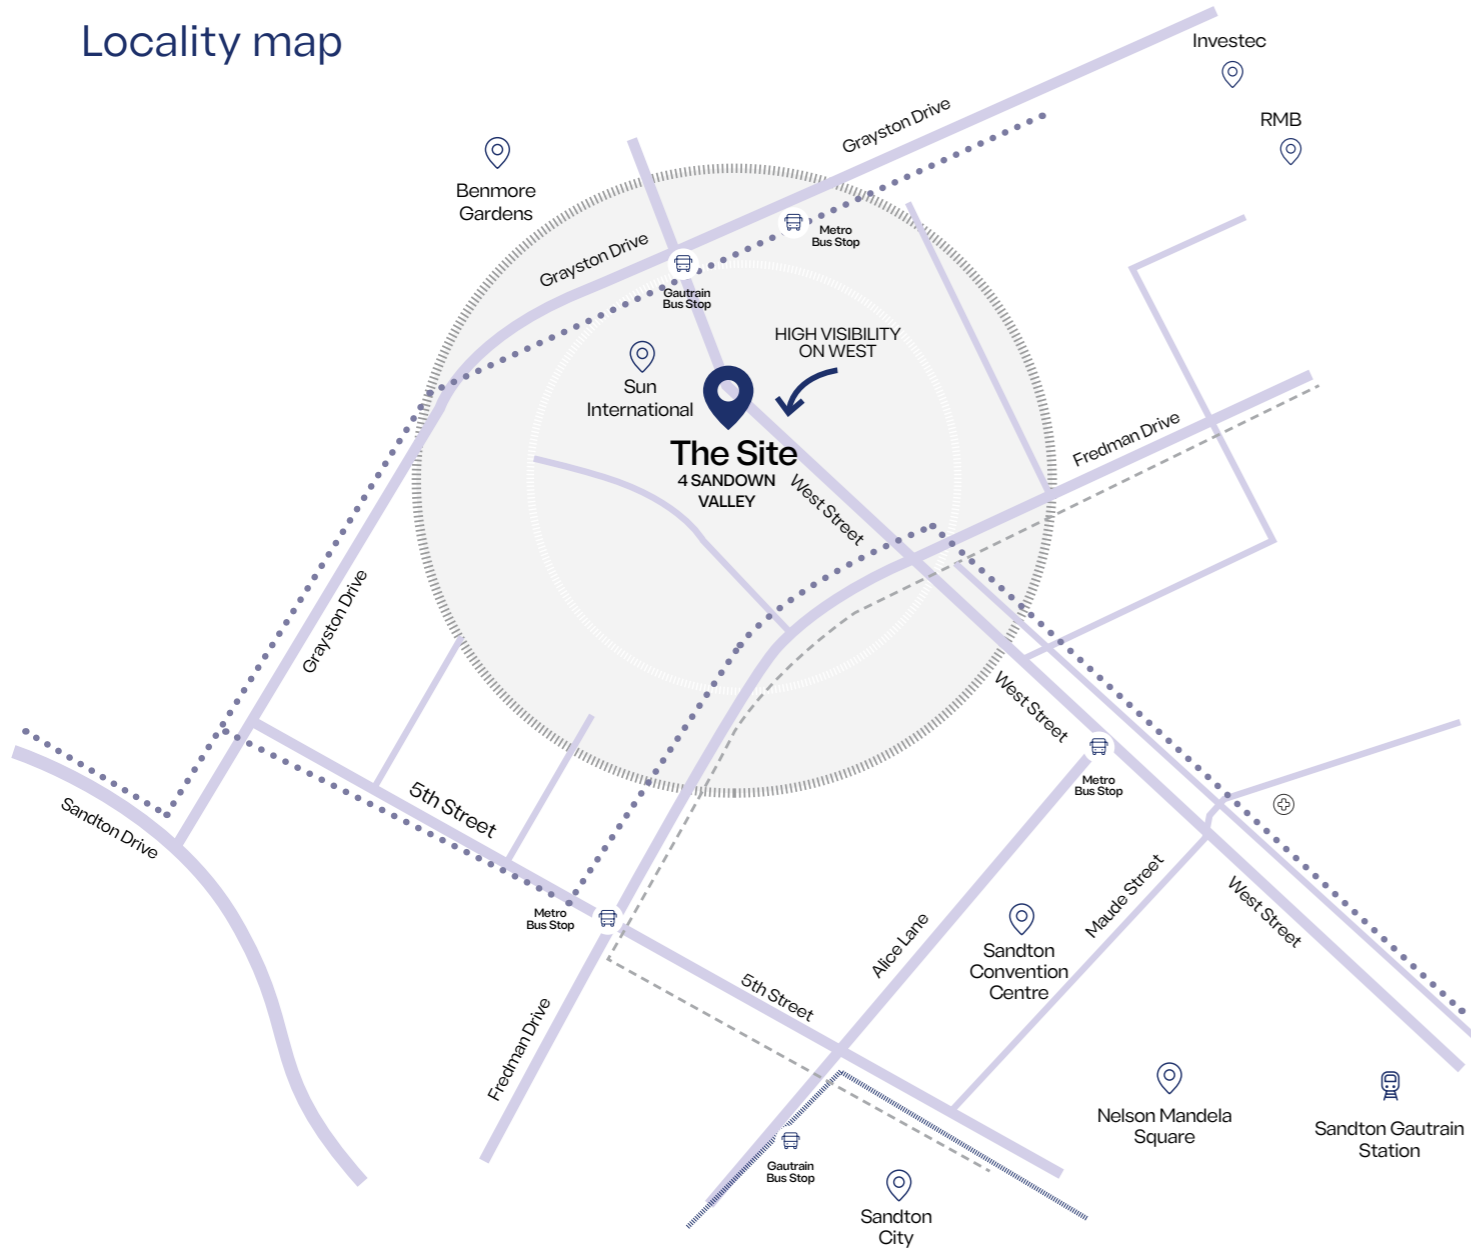 Locality map
Investec
RMB
Grayston Drive
Benmore
Gardens
Metro
Bus Stop
Grayston Drive
Gautrain
Bus Stop
HIGH VISIBILITY
ON WEST
Sun
International
The Site
4 SANDOWN
VALLEY
Fredman Drive
West Street
Grayston Drive
West Street
Metro
Bus Stop
5th Street
Sandton Drive
Metro
Bus Stop
Maude Street
West Street
Alice Lane
Sandton
Convention
Centre
5th Street
Fredman Drive
Nelson Mandela
Square
Sandton Gautrain
Station
Gautrain
Bus Stop
Sandton
City